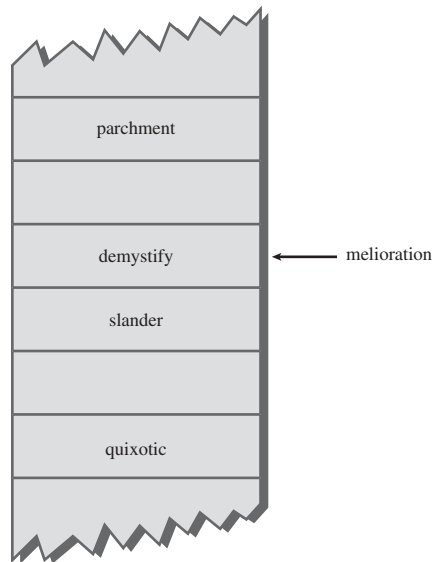 parchment
demystify
melioration
slander
quixotic